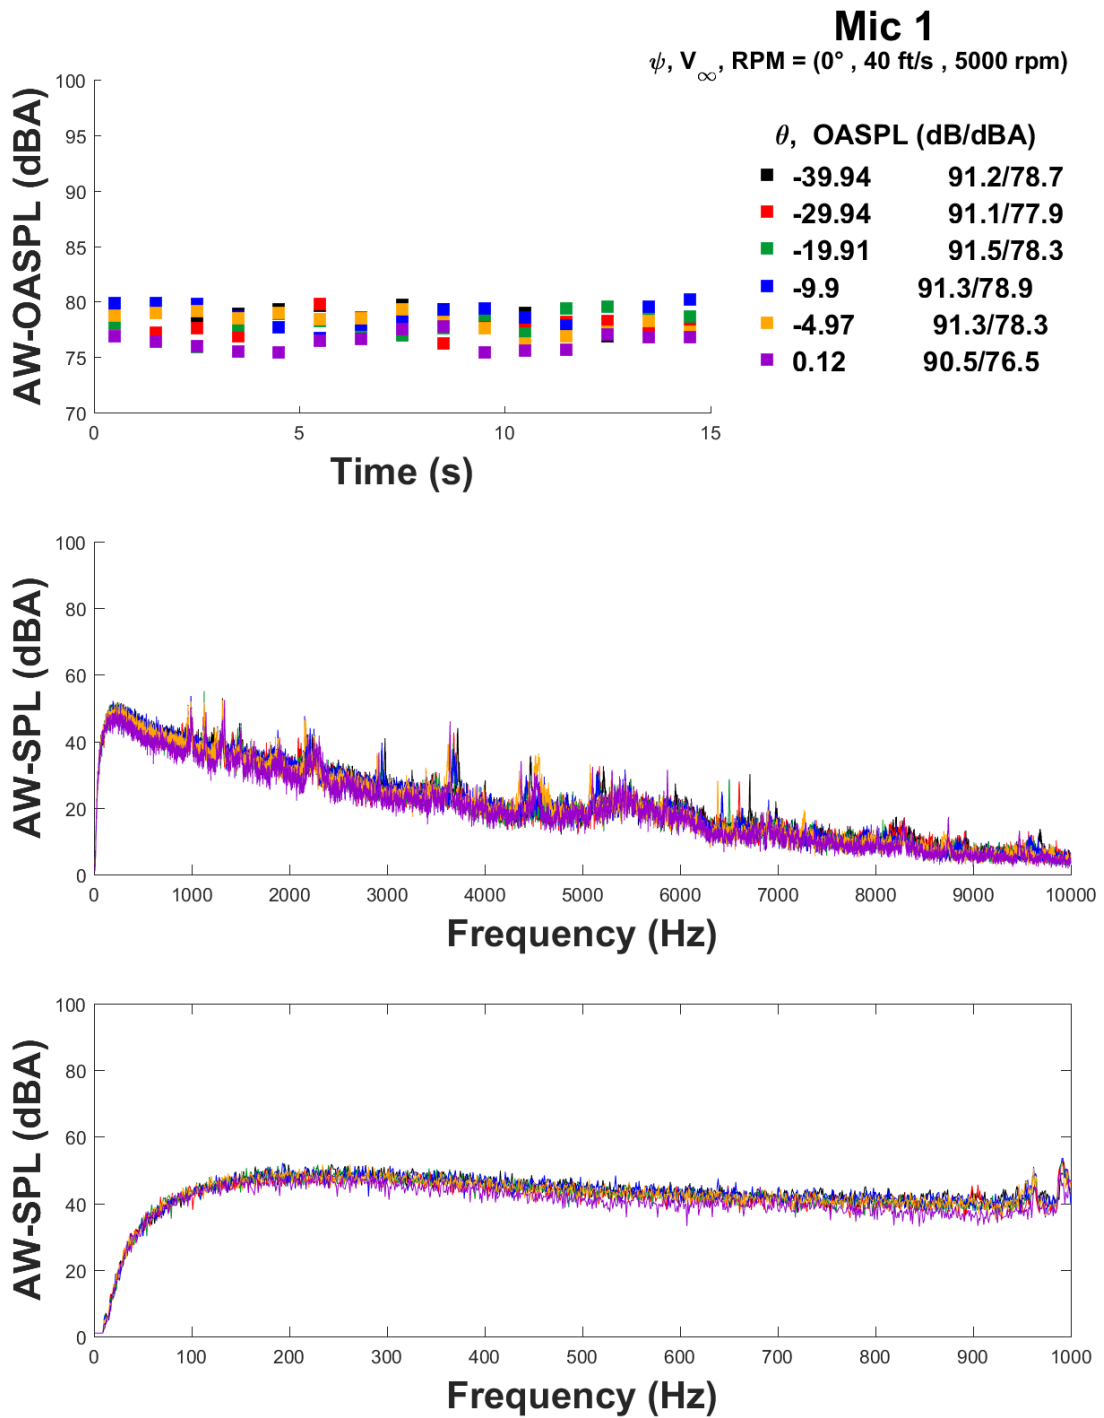 Mic 1
ψ, V∞, RPM = (0° , 40 ft/s , 5000 rpm)
θ, OASPL (dB/dBA)
-39.94 91.2/78.7
-29.94 91.1/77.9
-19.91 91.5/78.3
-9.9 91.3/78.9
-4.97 91.3/78.3
0.12 90.5/76.5
AW-OASPL (dBA)
100
95
90
85
80
75
70
0 5 10 15
Time (s)
AW-SPL (dBA)
100
80
60
40
20
0
0 1000 2000 3000 4000 5000 6000 7000 8000 9000 10000
Frequency (Hz)
AW-SPL (dBA)
100
80
60
40
20
0
0 100 200 300 400 500 600 700 800 900 1000
Frequency (Hz)